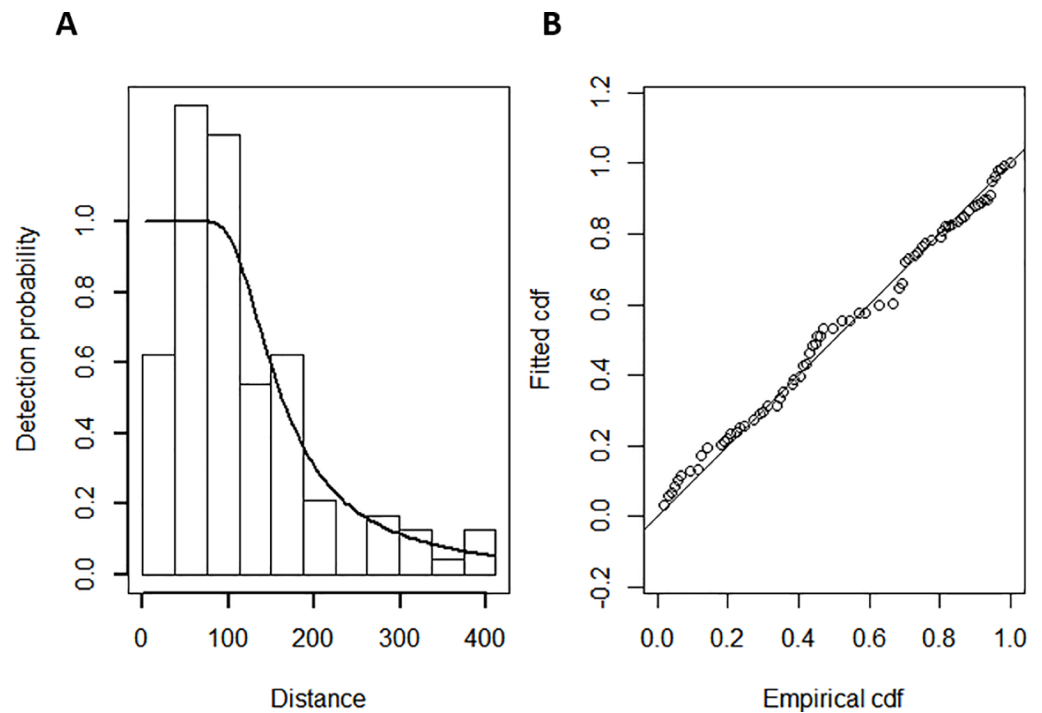 A
B
Detection probability
1.0
0.8
0.6
0.4
0.2
0.0
0 100 200 300 400
Distance
Fitted cdf
1.2
1.0
0.8
0.6
0.4
0.2
0.0
-0.2
0.0 0.2 0.4 0.6 0.8 1.0
Empirical cdf